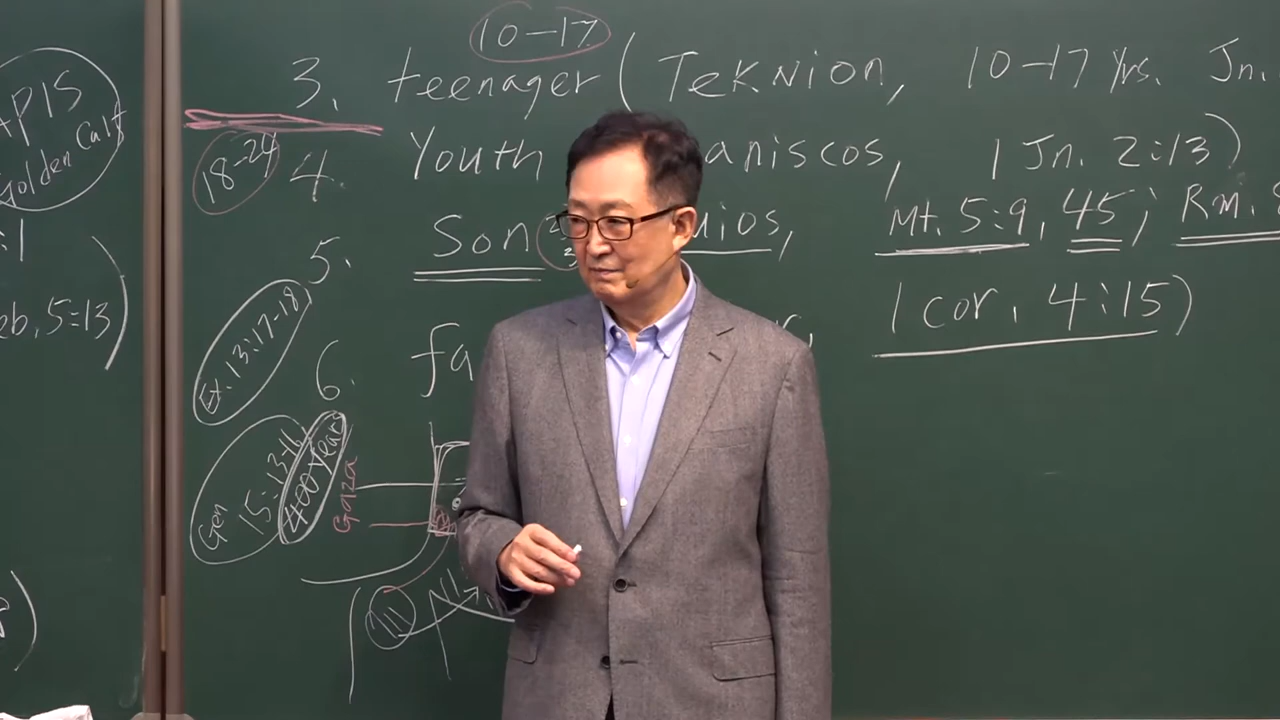 APIS
Golden Calf
:1
eb, 5:13)
10-17
3. teenager (Teknion, 10-17 Yrs. Jn.
18-24
4. Youth aniscos, 1 Jn. 2:13)
5. Son uios, Mt. 5:9, 45; Rm. 8
Ex. 13:17-18
6. fa r, 1 cor, 4:15)
Gen 15:13-16
400 Years
Gaza